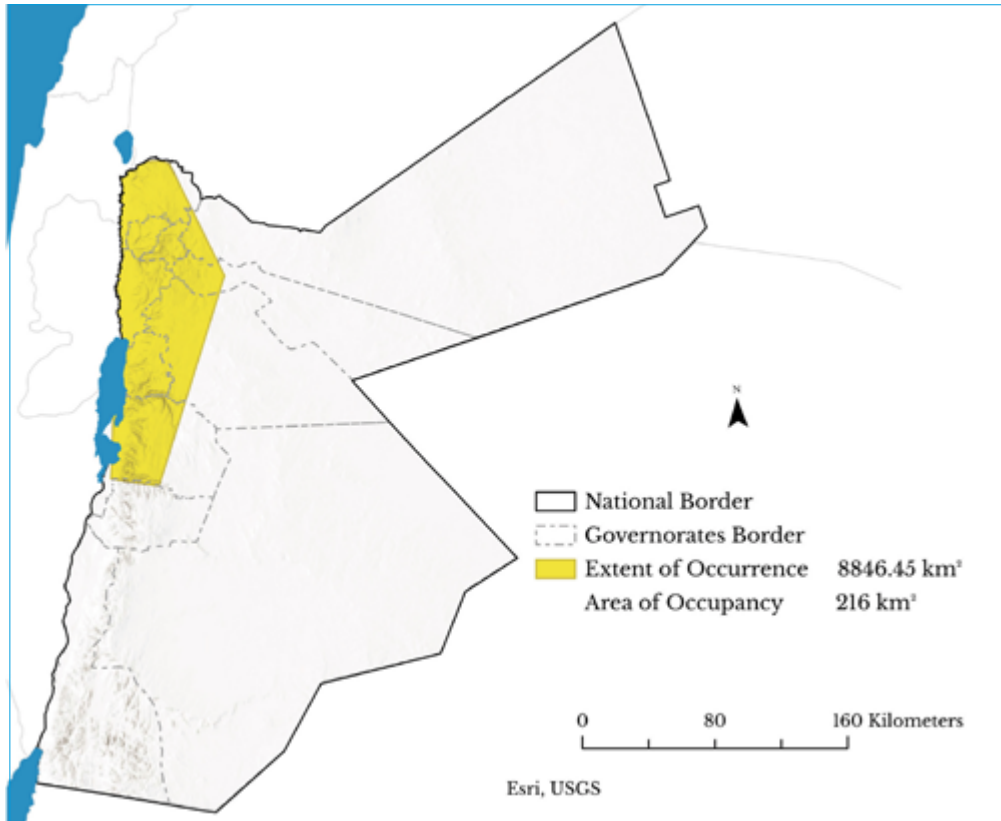 N
National Border
Governorates Border
Extent of Occurrence 8846.45 km²
Area of Occupancy 216 km²
0 80 160 Kilometers
Esri, USGS